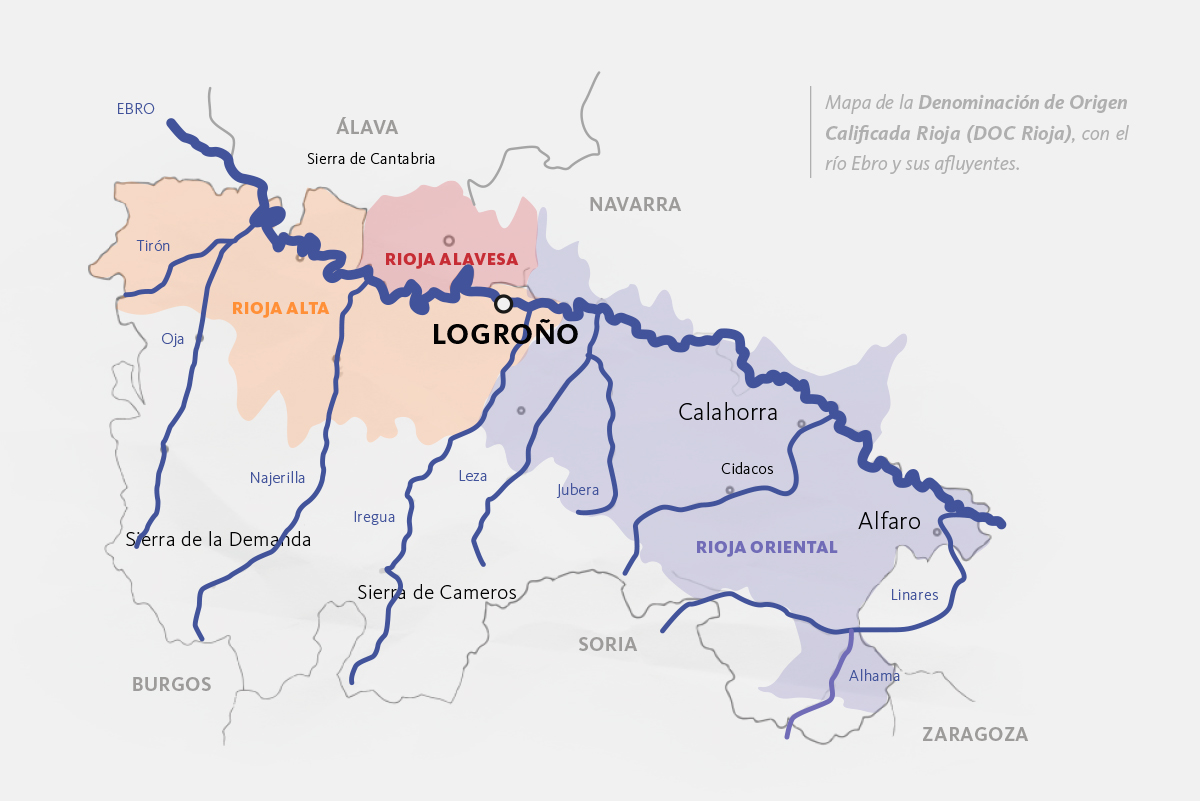 EBRO
ÁLAVA
Sierra de Cantabria
Mapa de la Denominación de Origen
Calificada Rioja (DOC Rioja), con el
río Ebro y sus afluyentes.
NAVARRA
Tirón
RIOJA ALAVESA
RIOJA ALTA
LOGROÑO
Oja
Calahorra
Cidacos
Najerilla
Leza
Jubera
Iregua
Alfaro
Sierra de la Demanda
RIOJA ORIENTAL
Sierra de Cameros
Linares
SORIA
Alhama
BURGOS
ZARAGOZA